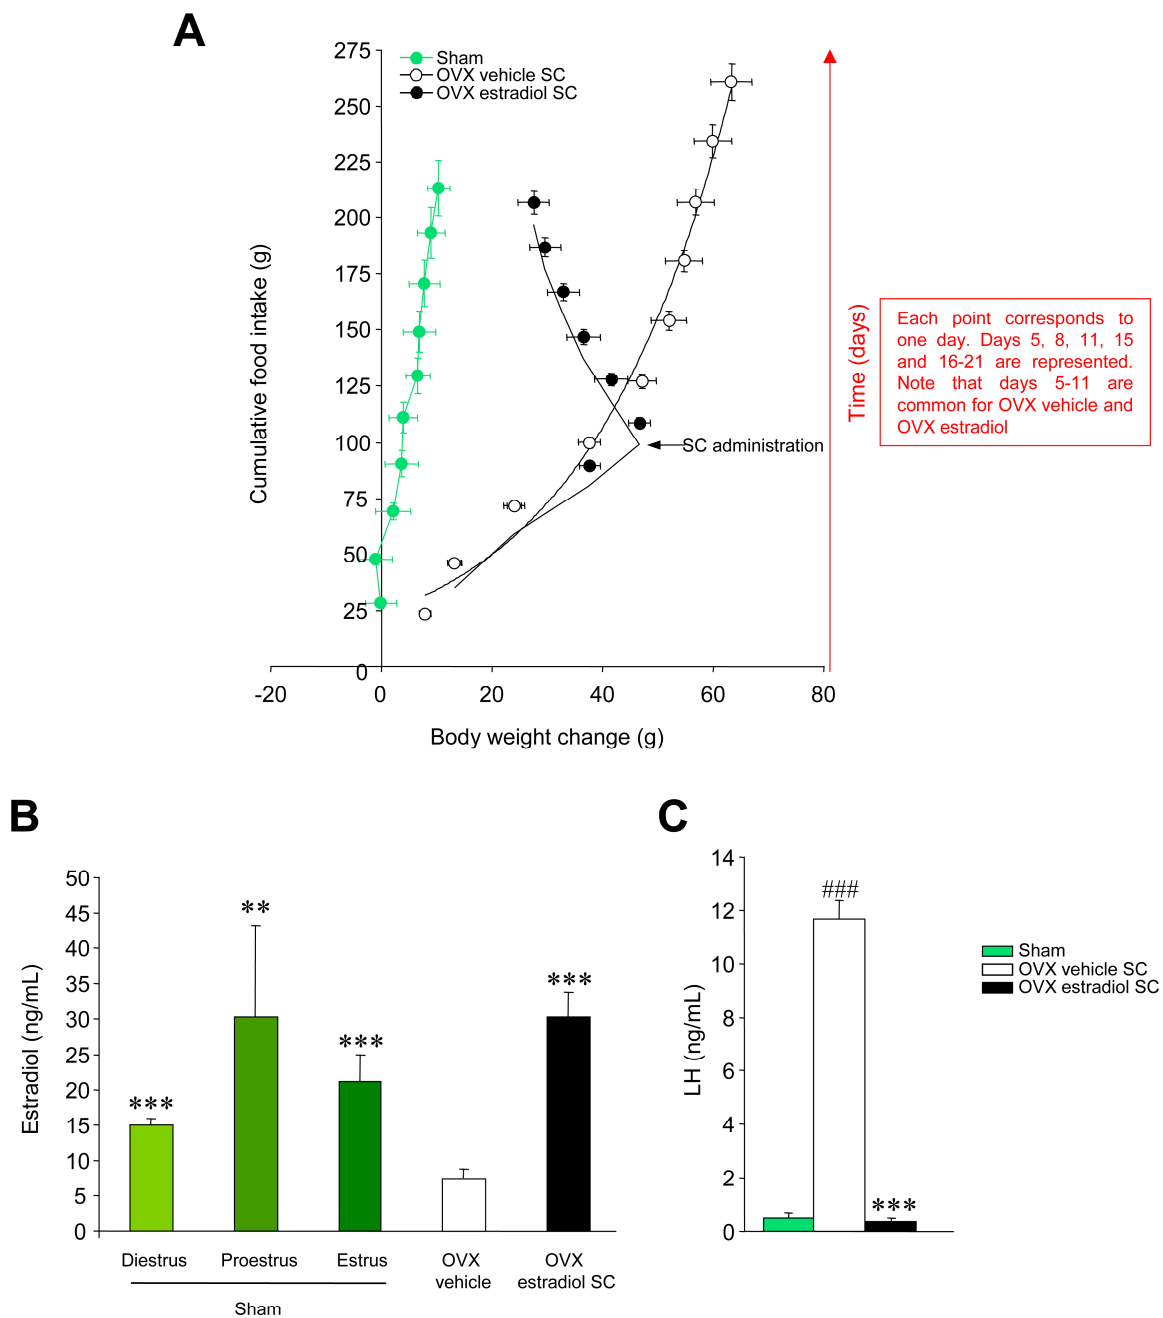 A
275
250
225
200
175
150
125
100
75
50
25
0
Cumulative food intake (g)
Sham
OVX vehicle SC
OVX estradiol SC
SC administration
-20 0 20 40 60 80
Body weight change (g)
Time (days)
Each point corresponds to
one day. Days 5, 8, 11, 15
and 16-21 are represented.
Note that days 5-11 are
common for OVX vehicle and
OVX estradiol
B
50
45
40
35
30
25
20
15
10
5
0
Estradiol (ng/mL)
***
**
***
***
Diestrus Proestrus Estrus OVX OVX
vehicle estradiol SC
Sham
C
14
12
10
8
6
4
2
0
LH (ng/mL)
###
***
Sham
OVX vehicle SC
OVX estradiol SC